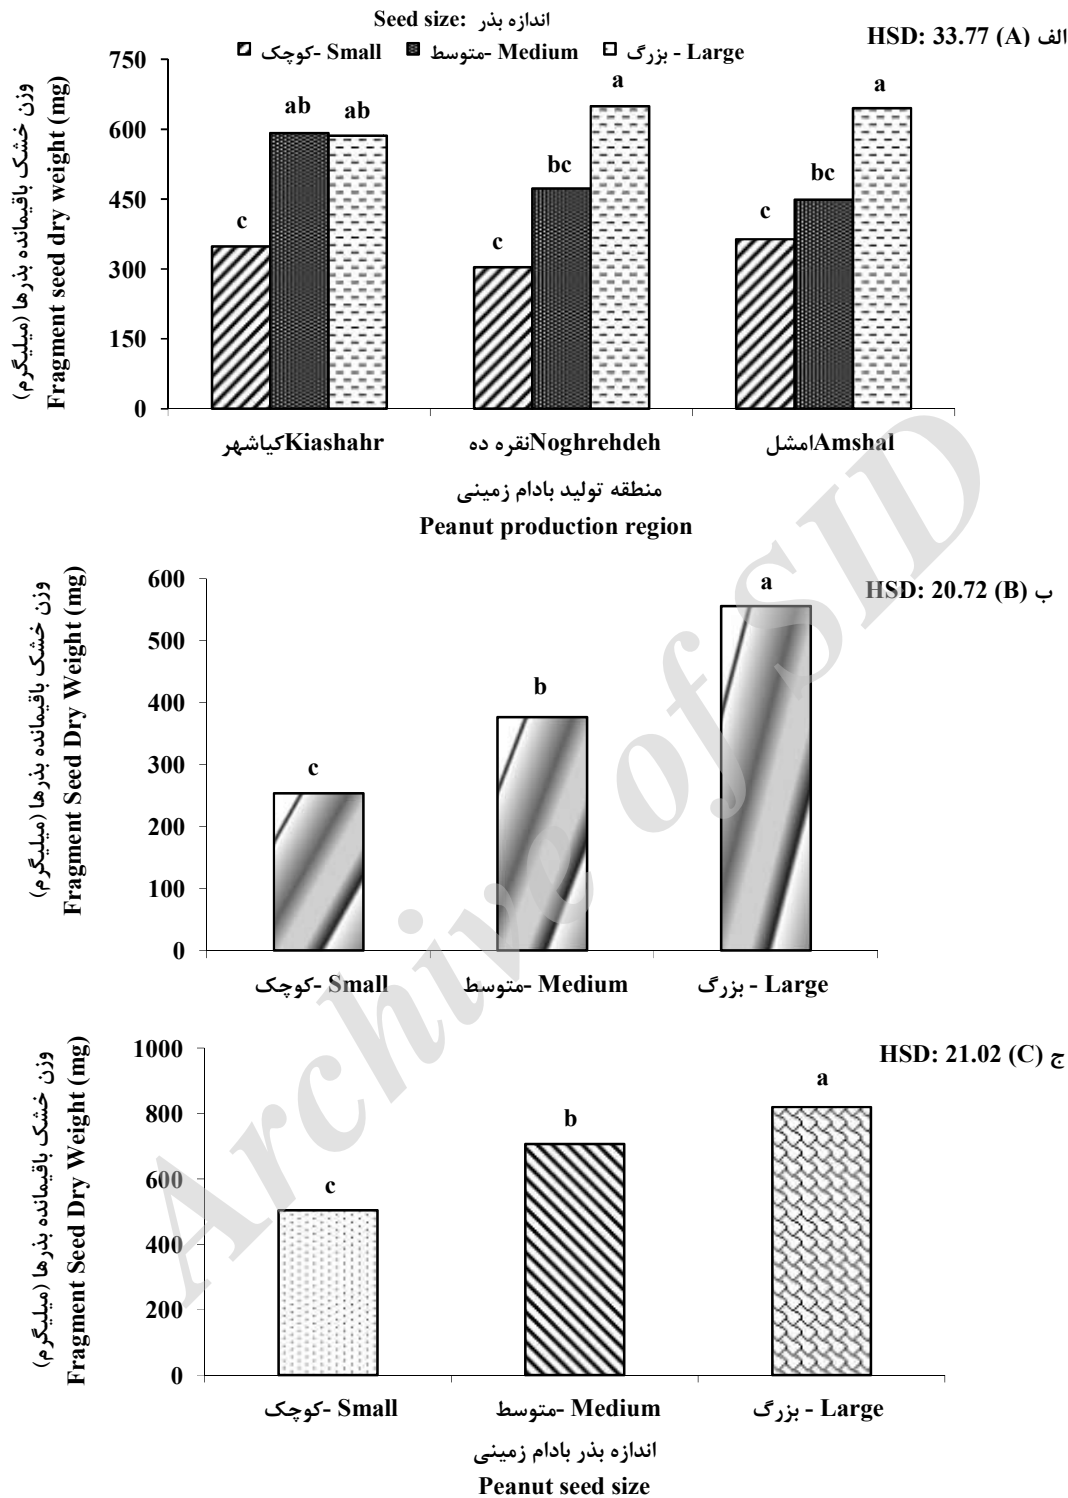 Seed size: اندازه بذر
کوچک- Small متوسط- Medium بزرگ - Large
HSD: 33.77 (A) الف
وزن خشک باقیمانده بذرها (میلیگرم)
Fragment seed dry weight (mg)
750
600
450
300
150
0
ab ab a a
bc bc
c c c
کیاشهرKiashahr نقره دهNoghrehdeh امشلAmshal
منطقه تولید بادام زمینی
Peanut production region
HSD: 20.72 (B) ب
وزن خشک باقیمانده بذرها (میلیگرم)
Fragment Seed Dry Weight (mg)
600
500
400
300
200
100
0
c b a
کوچک- Small متوسط- Medium بزرگ - Large
HSD: 21.02 (C) ج
وزن خشک باقیمانده بذرها (میلیگرم)
Fragment Seed Dry Weight (mg)
1000
800
600
400
200
0
c b a
کوچک- Small متوسط- Medium بزرگ - Large
اندازه بذر بادام زمینی
Peanut seed size
Archive of SID